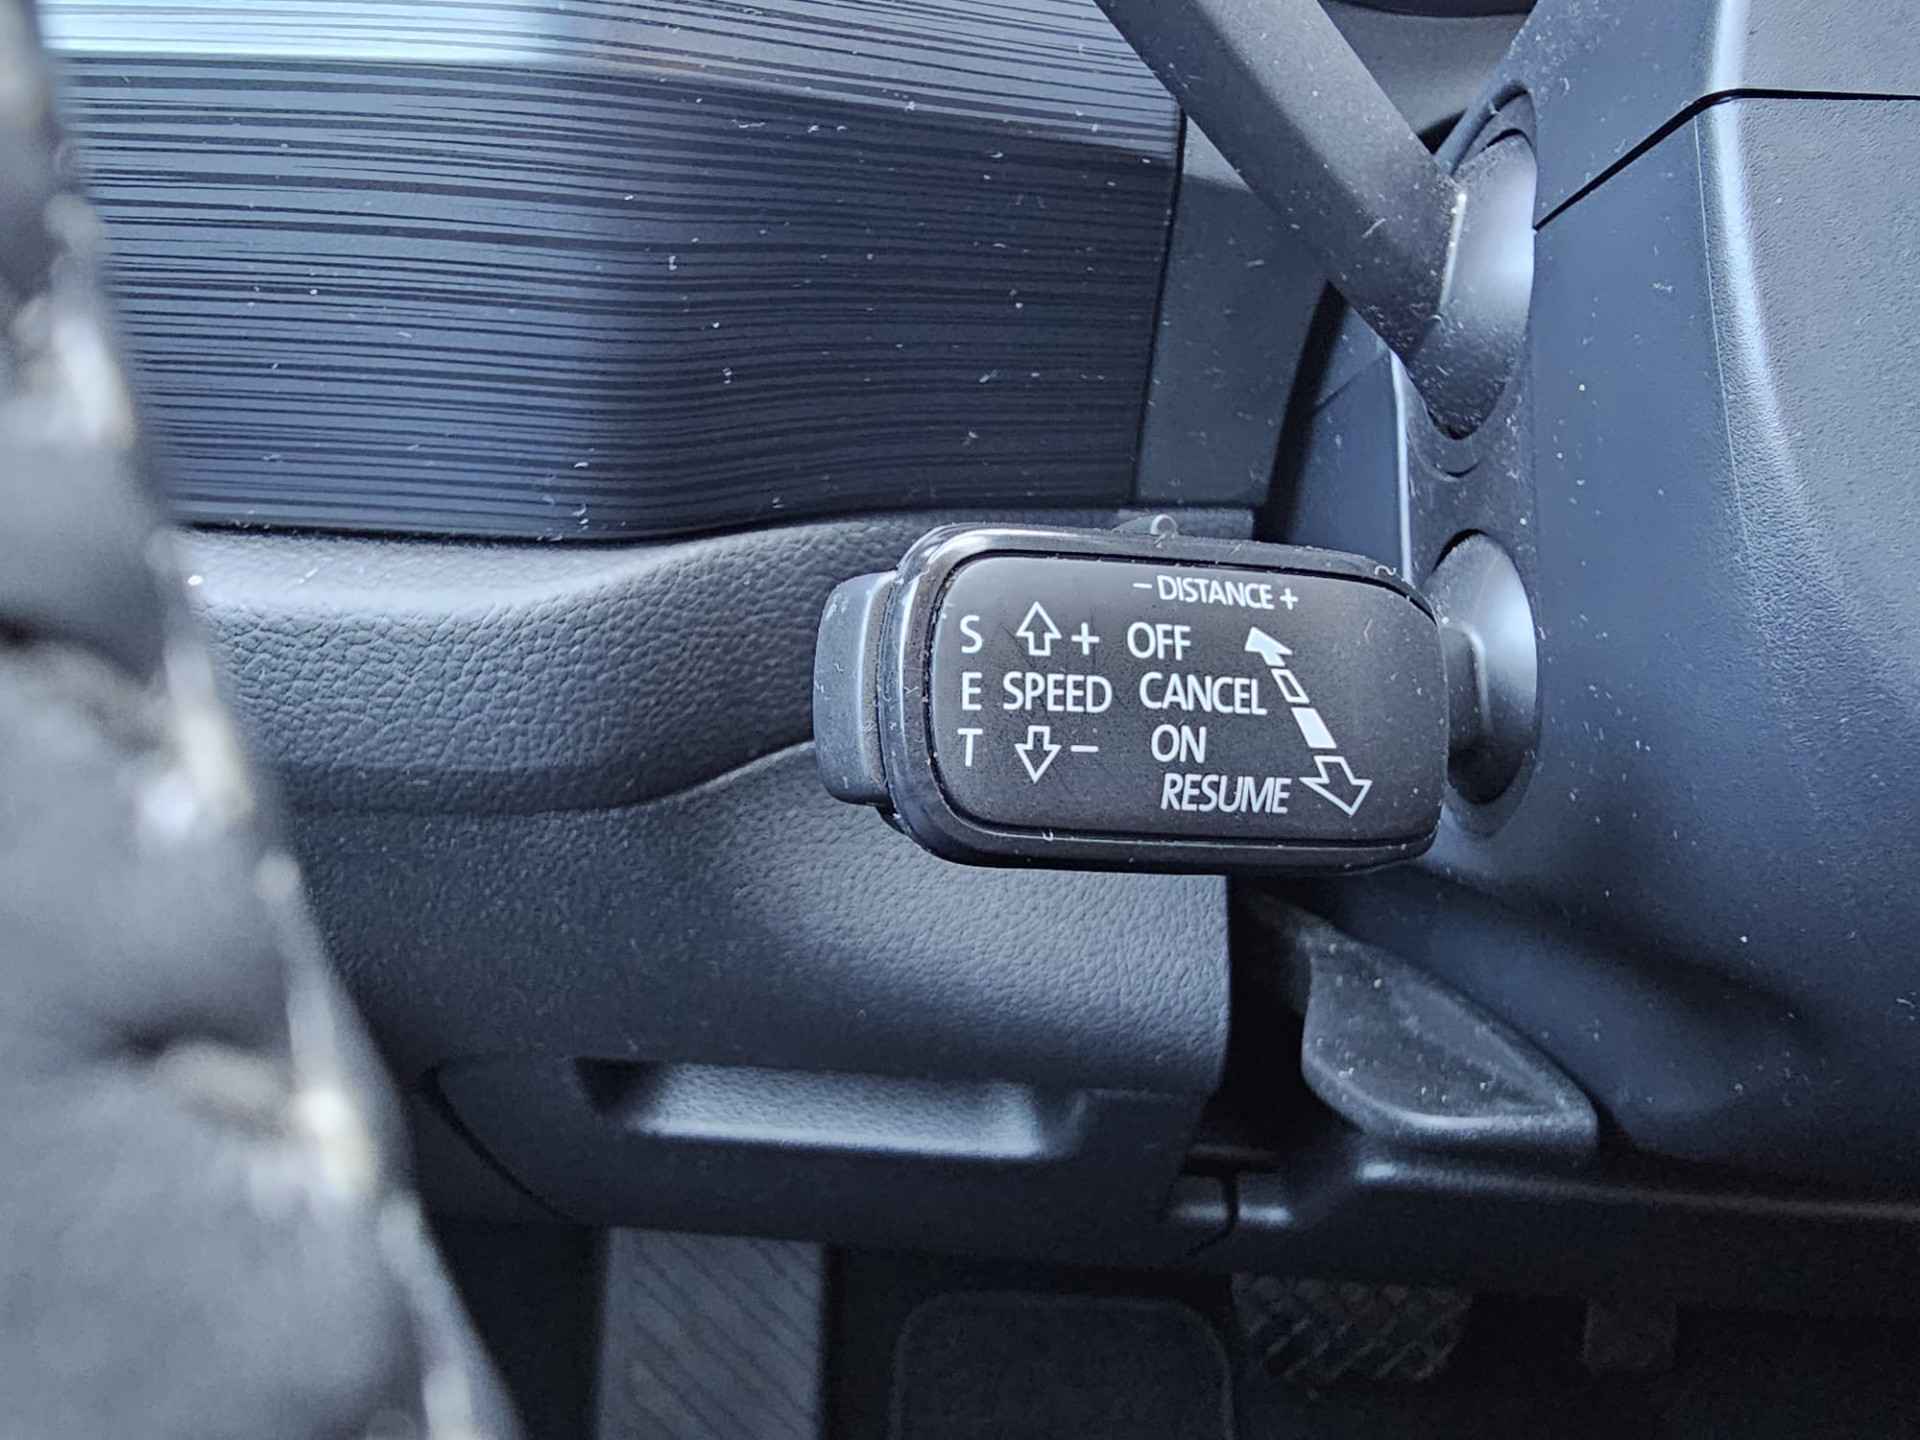 – DISTANCE +
S + OFF
E SPEED CANCEL
T – ON
RESUME